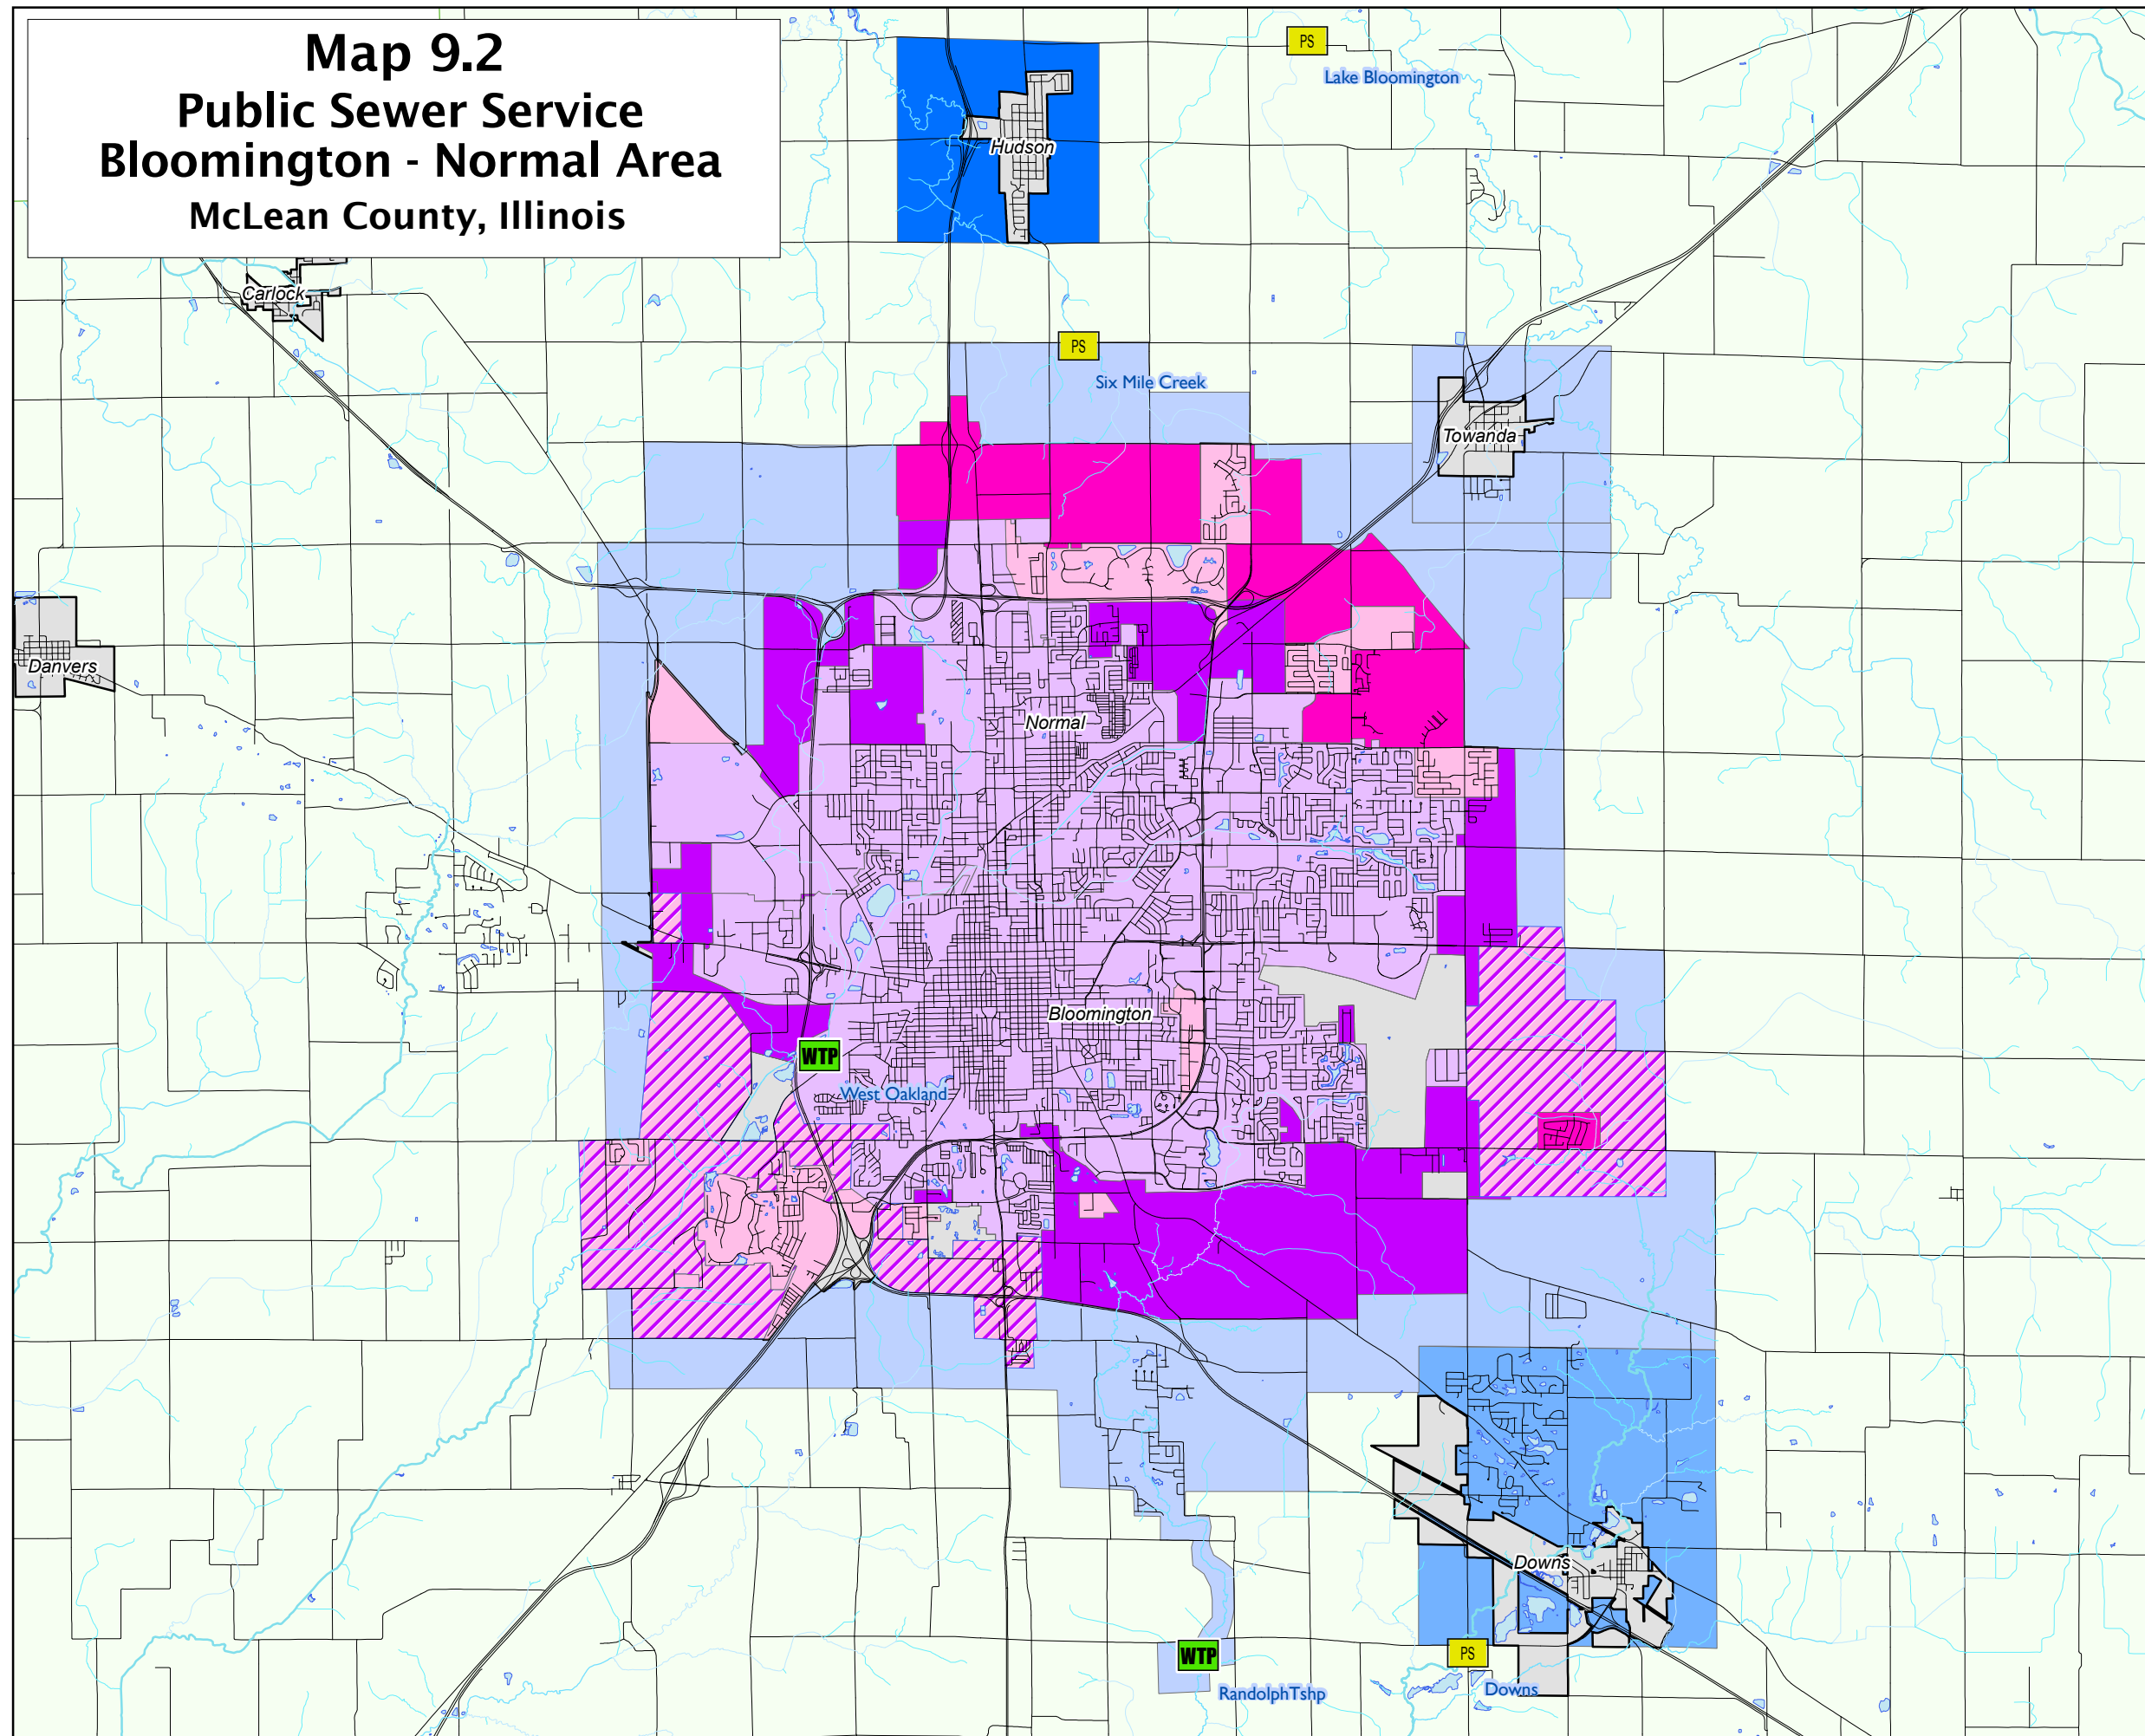 Map 9.2
Public Sewer Service
Bloomington - Normal Area
McLean County, Illinois
PS
Lake Bloomington
Hudson
Carlock
PS
Six Mile Creek
Towanda
Danvers
Normal
Bloomington
WTP
West Oakland
Downs
WTP
PS
RandolphTshp
Downs